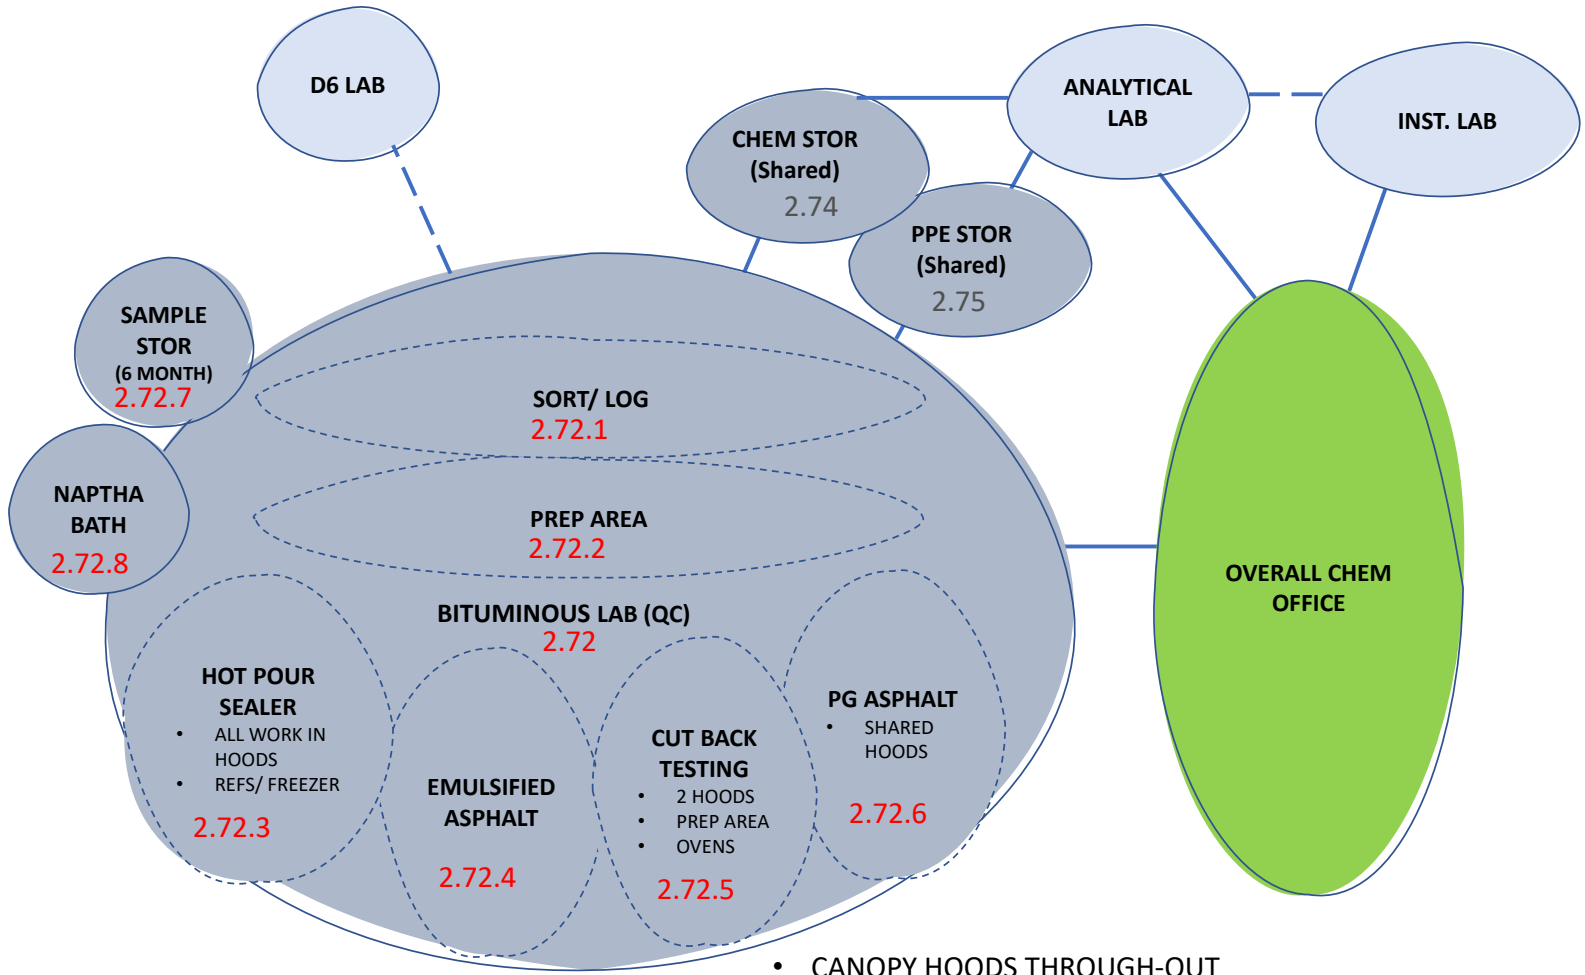 D6 LAB
ANALYTICAL
LAB
INST. LAB
CHEM STOR
(Shared)
2.74
PPE STOR
(Shared)
2.75
SAMPLE
STOR
(6 MONTH)
2.72.7
SORT/ LOG
2.72.1
NAPTHA
BATH
2.72.8
PREP AREA
2.72.2
OVERALL CHEM
OFFICE
BITUMINOUS LAB (QC)
2.72
HOT POUR
SEALER
• ALL WORK IN
HOODS
• REFS/ FREEZER
2.72.3
EMULSIFIED
ASPHALT
2.72.4
CUT BACK
TESTING
• 2 HOODS
• PREP AREA
• OVENS
2.72.5
PG ASPHALT
• SHARED
HOODS
2.72.6
• CANOPY HOODS THROUGH-OUT